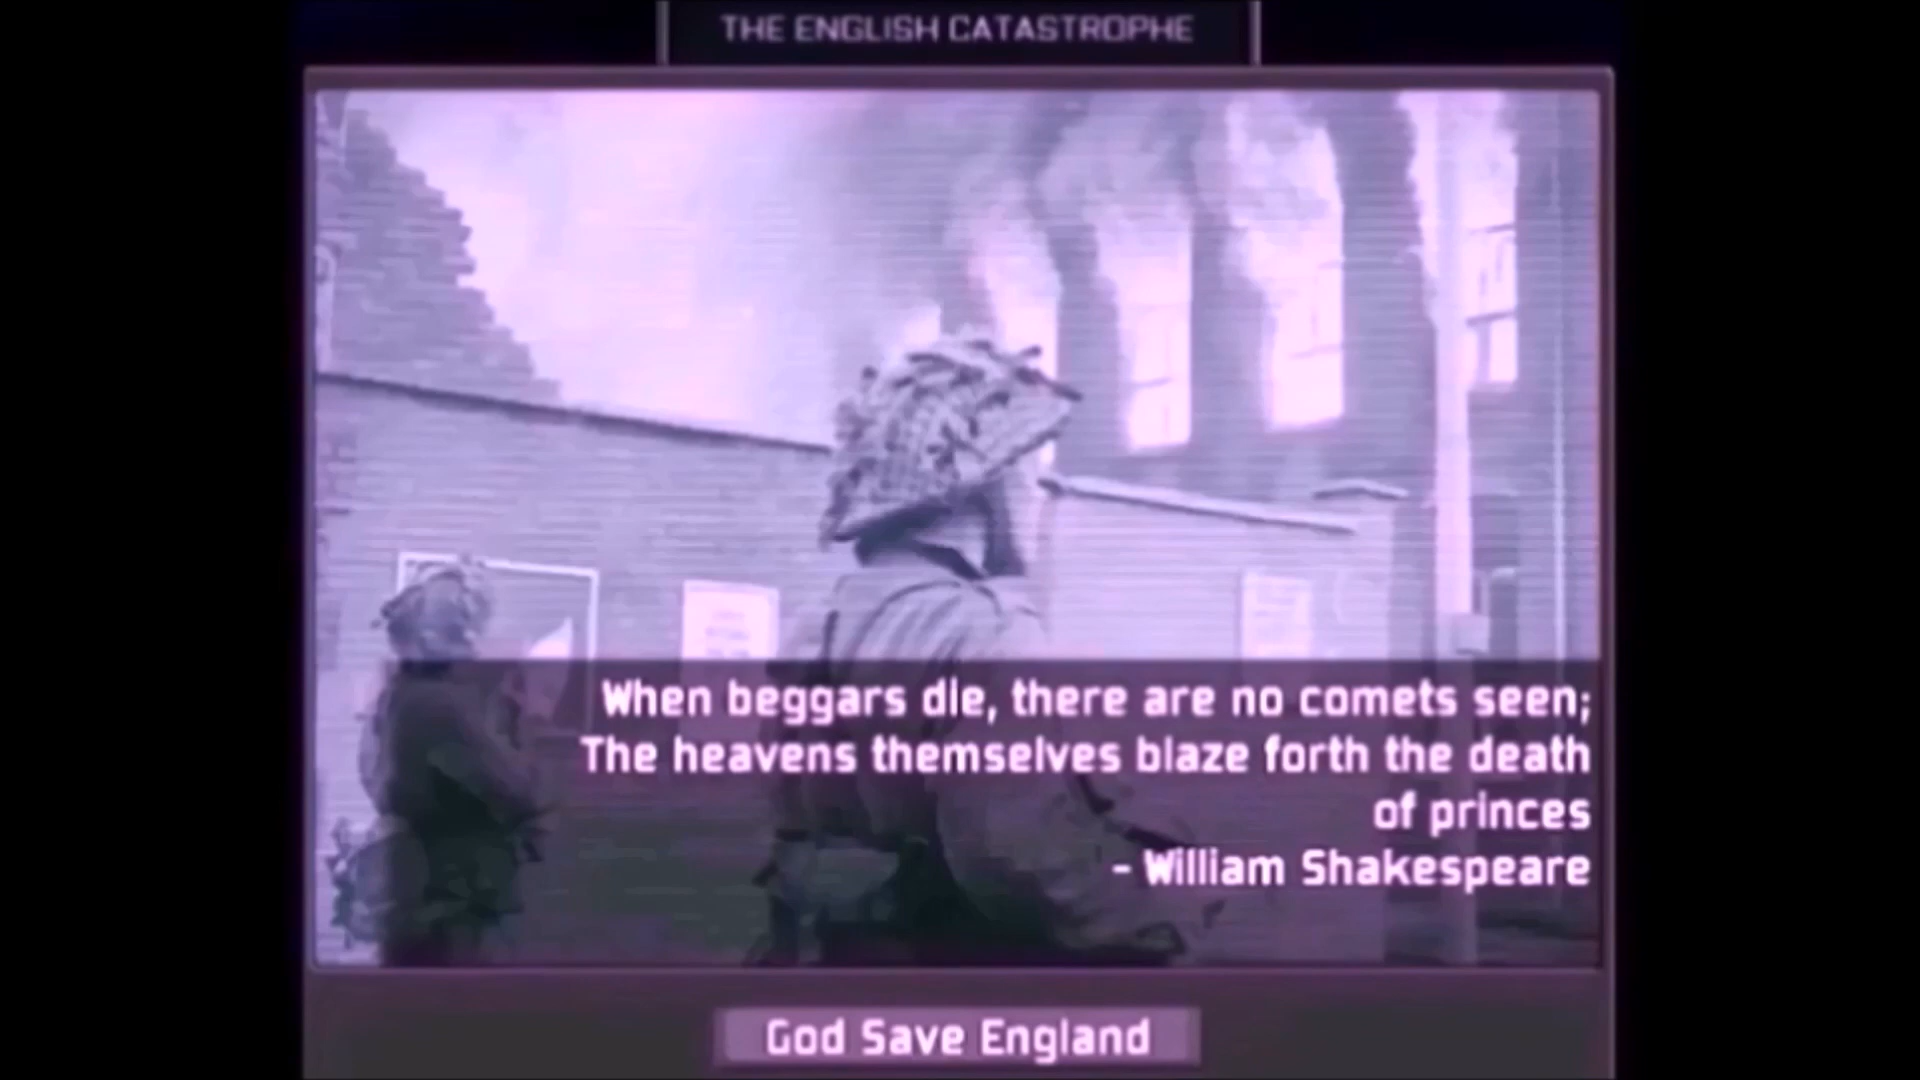 THE ENGLISH CATASTROPHE
When beggars die, there are no comets seen;
The heavens themselves blaze forth the death
of princes
- William Shakespeare
God Save England